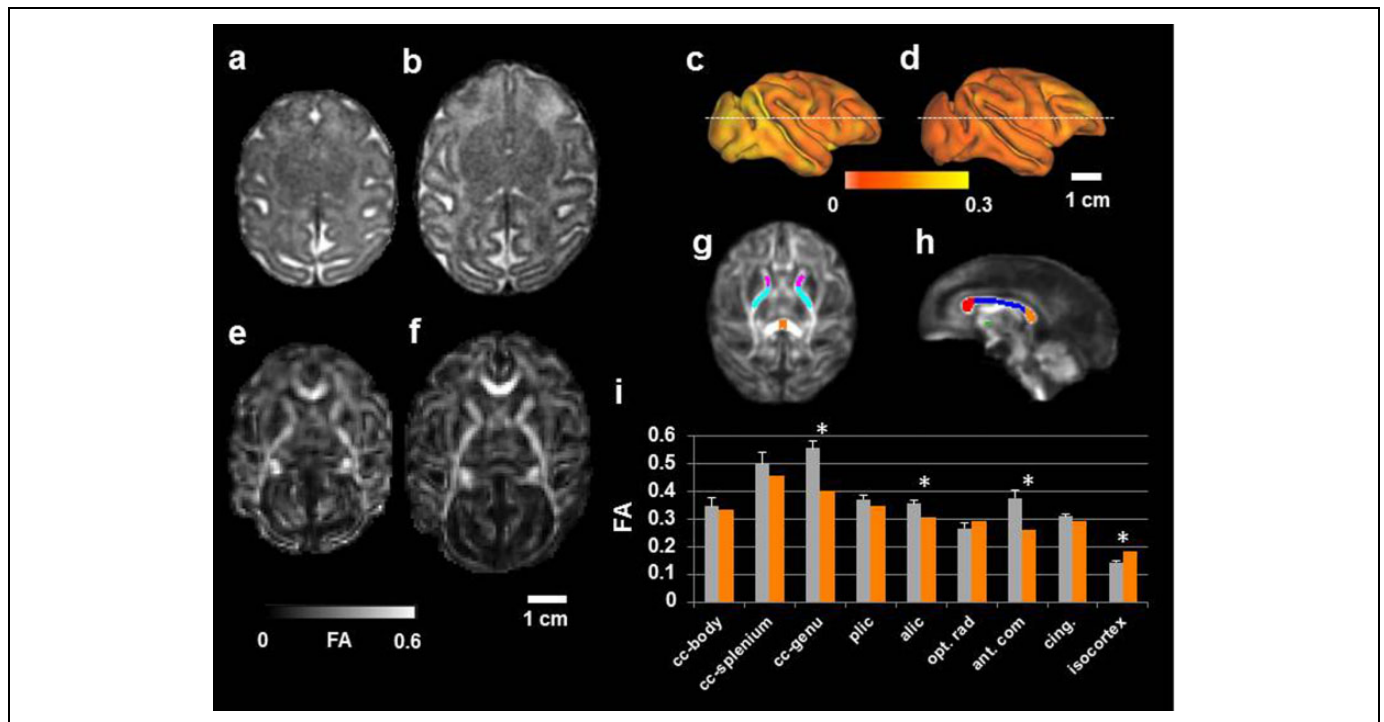 a
b
c
d
0
0.3
1 cm
g
h
e
f
0
FA
0.6
1 cm
i
FA
0.6
0.5
0.4
0.3
0.2
0.1
0
*
*
*
*
cc-body
cc-splenium
cc-genu
plic
alic
opt. rad
ant. com
cing.
isocortex